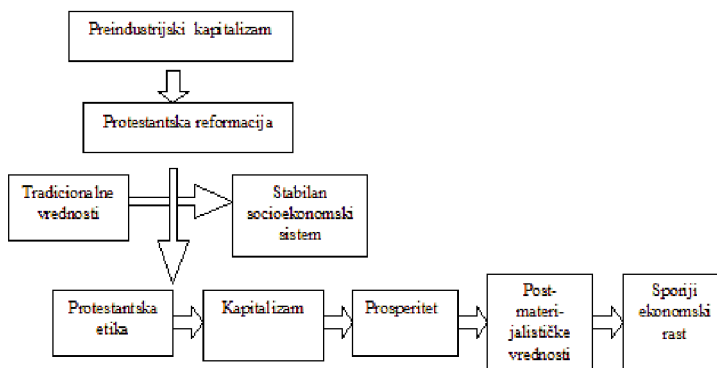 Preindustrijski kapitalizam
Protestantska reformacija
Tradicionalne
vrednosti
Stabilan
socioekonomski
sistem
Protestantska
etika
Kapitalizam
Prosperitet
Post-
materi-
jalističke
vrednosti
Sporiji
ekonomski
rast